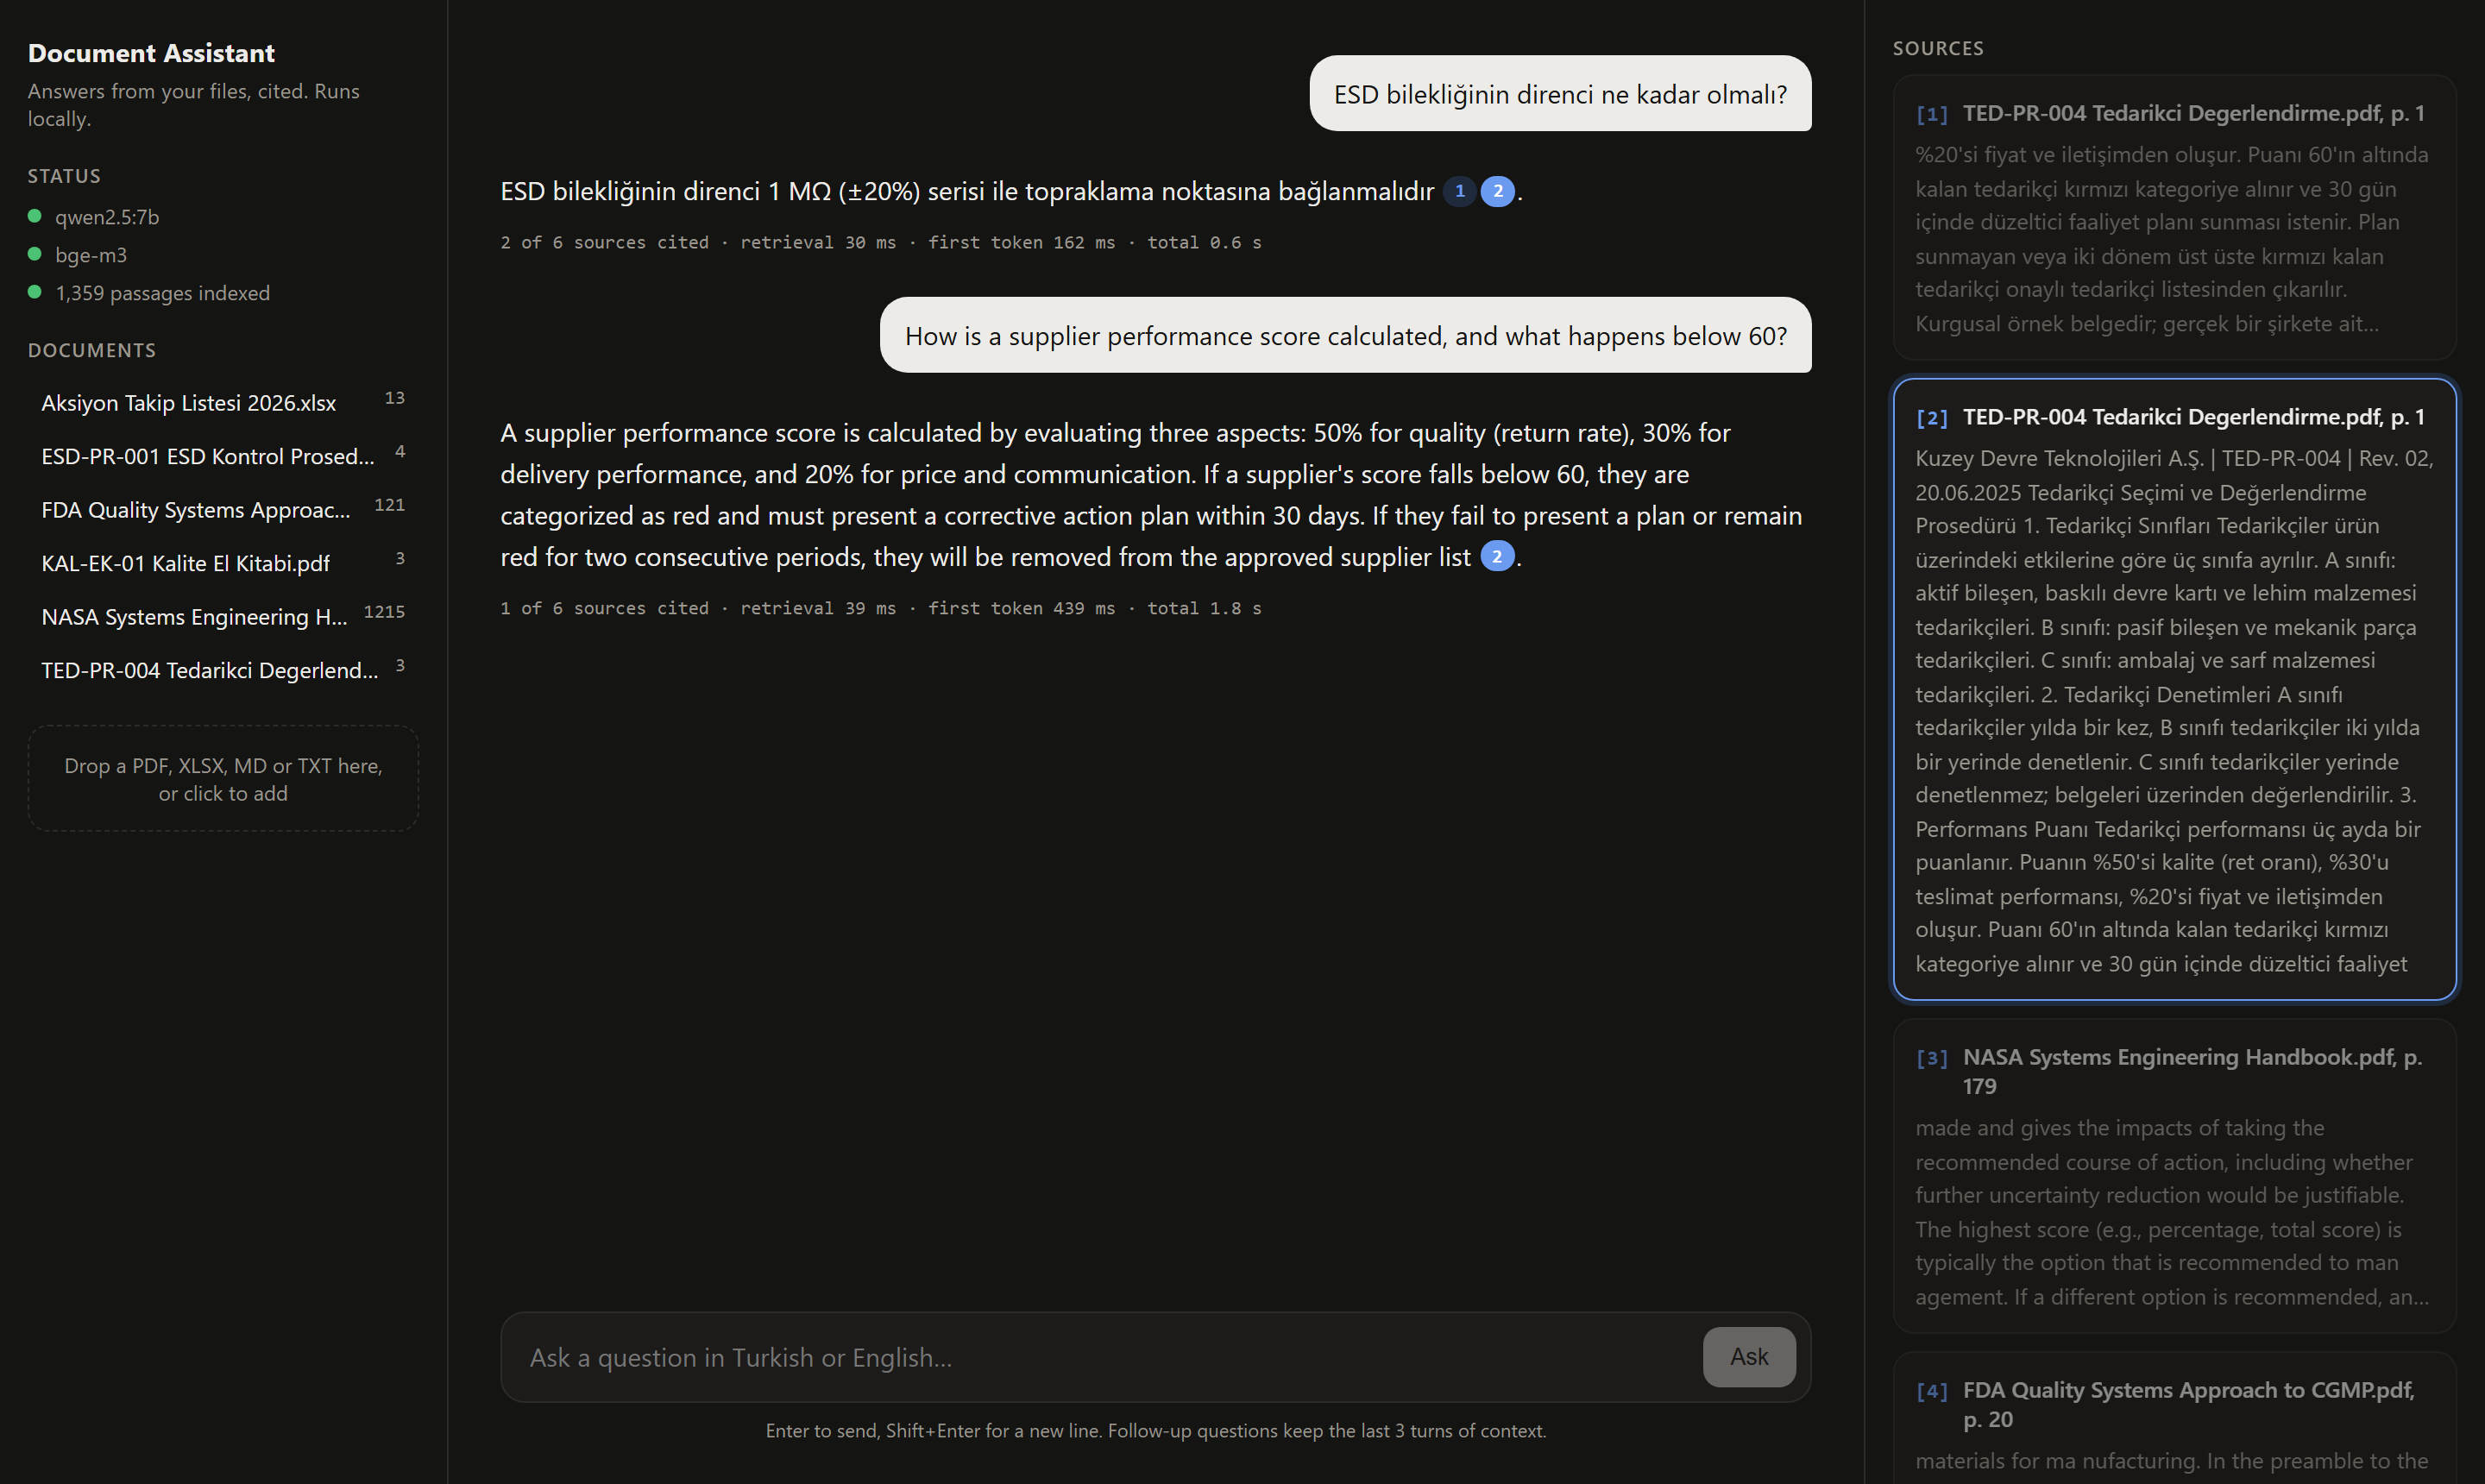 Document Assistant
Answers from your files, cited. Runs
locally.
STATUS
qwen2.5:7b
bge-m3
1,359 passages indexed
DOCUMENTS
Aksiyon Takip Listesi 2026.xlsx 13
ESD-PR-001 ESD Kontrol Prosed... 4
FDA Quality Systems Approac... 121
KAL-EK-01 Kalite El Kitabi.pdf 3
NASA Systems Engineering H... 1215
TED-PR-004 Tedarikci Degerlend... 3
Drop a PDF, XLSX, MD or TXT here,
or click to add
ESD bilekliğinin direnci ne kadar olmalı?
ESD bilekliğinin direnci 1 MΩ (±20%) serisi ile topraklama noktasına bağlanmalıdır 1 2.
2 of 6 sources cited · retrieval 30 ms · first token 162 ms · total 0.6 s
How is a supplier performance score calculated, and what happens below 60?
A supplier performance score is calculated by evaluating three aspects: 50% for quality (return rate), 30% for
delivery performance, and 20% for price and communication. If a supplier's score falls below 60, they are
categorized as red and must present a corrective action plan within 30 days. If they fail to present a plan or remain
red for two consecutive periods, they will be removed from the approved supplier list 2.
1 of 6 sources cited · retrieval 39 ms · first token 439 ms · total 1.8 s
Ask a question in Turkish or English...
Ask
Enter to send, Shift+Enter for a new line. Follow-up questions keep the last 3 turns of context.
SOURCES
[1] TED-PR-004 Tedarikci Degerlendirme.pdf, p. 1
%20'si fiyat ve iletişimden oluşur. Puanı 60'ın altında
kalan tedarikçi kırmızı kategoriye alınır ve 30 gün
içinde düzeltici faaliyet planı sunması istenir. Plan
sunmayan veya iki dönem üst üste kırmızı kalan
tedarikçi onaylı tedarikçi listesinden çıkarılır.
Kurgusal örnek belgedir; gerçek bir şirkete ait...
[2] TED-PR-004 Tedarikci Degerlendirme.pdf, p. 1
Kuzey Devre Teknolojileri A.Ş. | TED-PR-004 | Rev. 02,
20.06.2025 Tedarikçi Seçimi ve Değerlendirme
Prosedürü 1. Tedarikçi Sınıfları Tedarikçiler ürün
üzerindeki etkilerine göre üç sınıfa ayrılır. A sınıfı:
aktif bileşen, baskılı devre kartı ve lehim malzemesi
tedarikçileri. B sınıfı: pasif bileşen ve mekanik parça
tedarikçileri. C sınıfı: ambalaj ve sarf malzemesi
tedarikçileri. 2. Tedarikçi Denetimleri A sınıfı
tedarikçiler yılda bir kez, B sınıfı tedarikçiler iki yılda
bir yerinde denetlenir. C sınıfı tedarikçiler yerinde
denetlenmez; belgeleri üzerinden değerlendirilir. 3.
Performans Puanı Tedarikçi performansı üç ayda bir
puanlanır. Puanın %50'si kalite (ret oranı), %30'u
teslimat performansı, %20'si fiyat ve iletişimden
oluşur. Puanı 60'ın altında kalan tedarikçi kırmızı
kategoriye alınır ve 30 gün içinde düzeltici faaliyet
[3] NASA Systems Engineering Handbook.pdf, p.
179
made and gives the impacts of taking the
recommended course of action, including whether
further uncertainty reduction would be justifiable.
The highest score (e.g., percentage, total score) is
typically the option that is recommended to man
agement. If a different option is recommended, an...
[4] FDA Quality Systems Approach to CGMP.pdf,
p. 20
materials for ma nufacturing. In the preamble to the